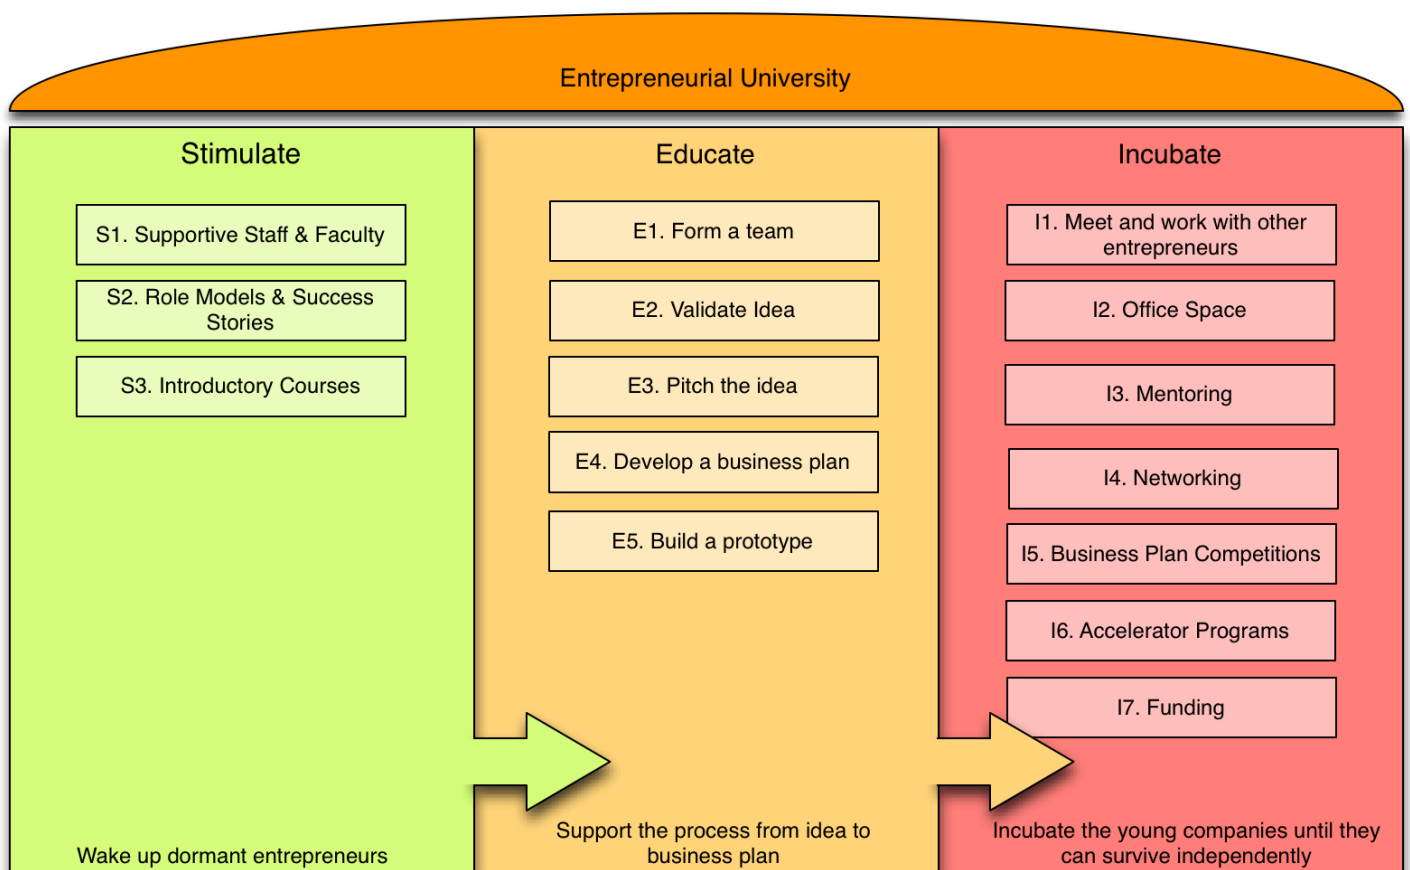 Entrepreneurial University
Stimulate
S1. Supportive Staff & Faculty
S2. Role Models & Success
Stories
S3. Introductory Courses
Wake up dormant entrepreneurs
Educate
E1. Form a team
E2. Validate Idea
E3. Pitch the idea
E4. Develop a business plan
E5. Build a prototype
Support the process from idea to
business plan
Incubate
I1. Meet and work with other
entrepreneurs
I2. Office Space
I3. Mentoring
I4. Networking
I5. Business Plan Competitions
I6. Accelerator Programs
I7. Funding
Incubate the young companies until they
can survive independently